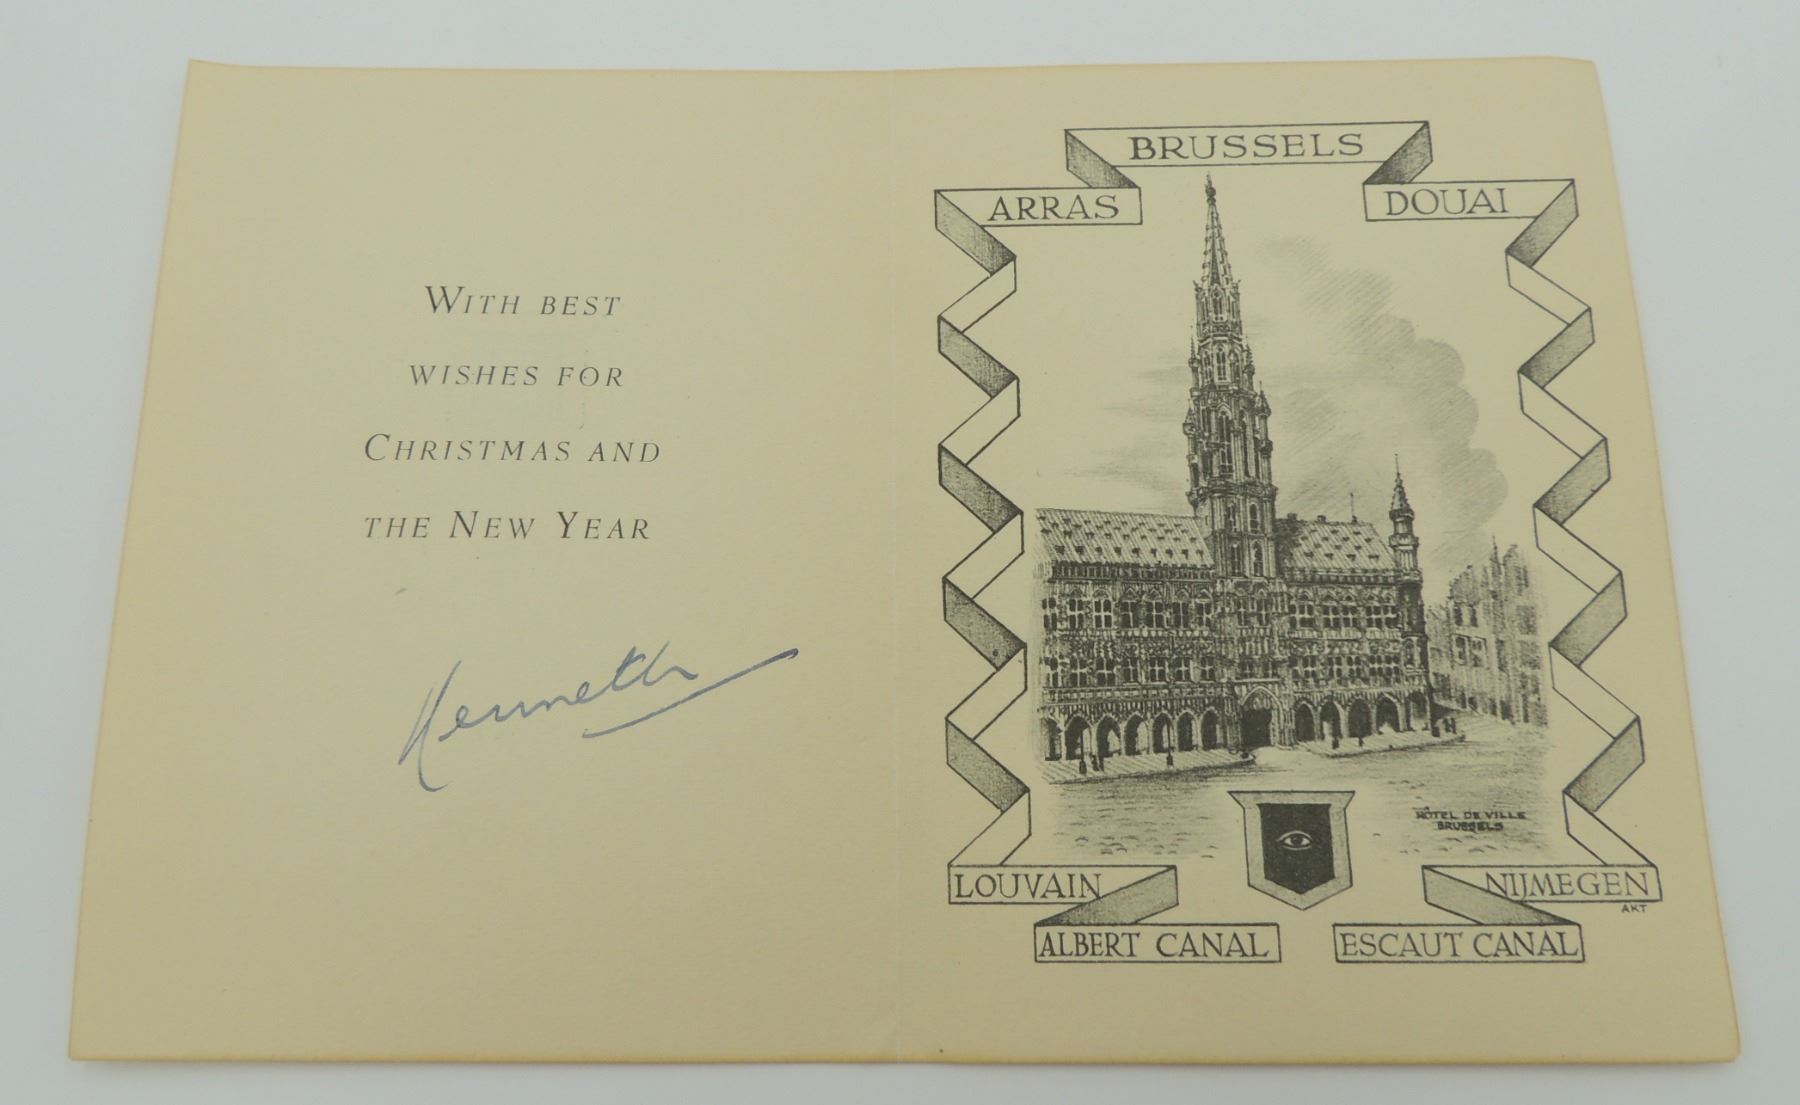 WITH BEST
WISHES FOR
CHRISTMAS AND
THE NEW YEAR
Kenneth
BRUSSELS
ARRAS
DOUAI
HÔTEL DE VILLE
BRUSSELS
LOUVAIN
NIJMEGEN
AKT
ALBERT CANAL
ESCAUT CANAL